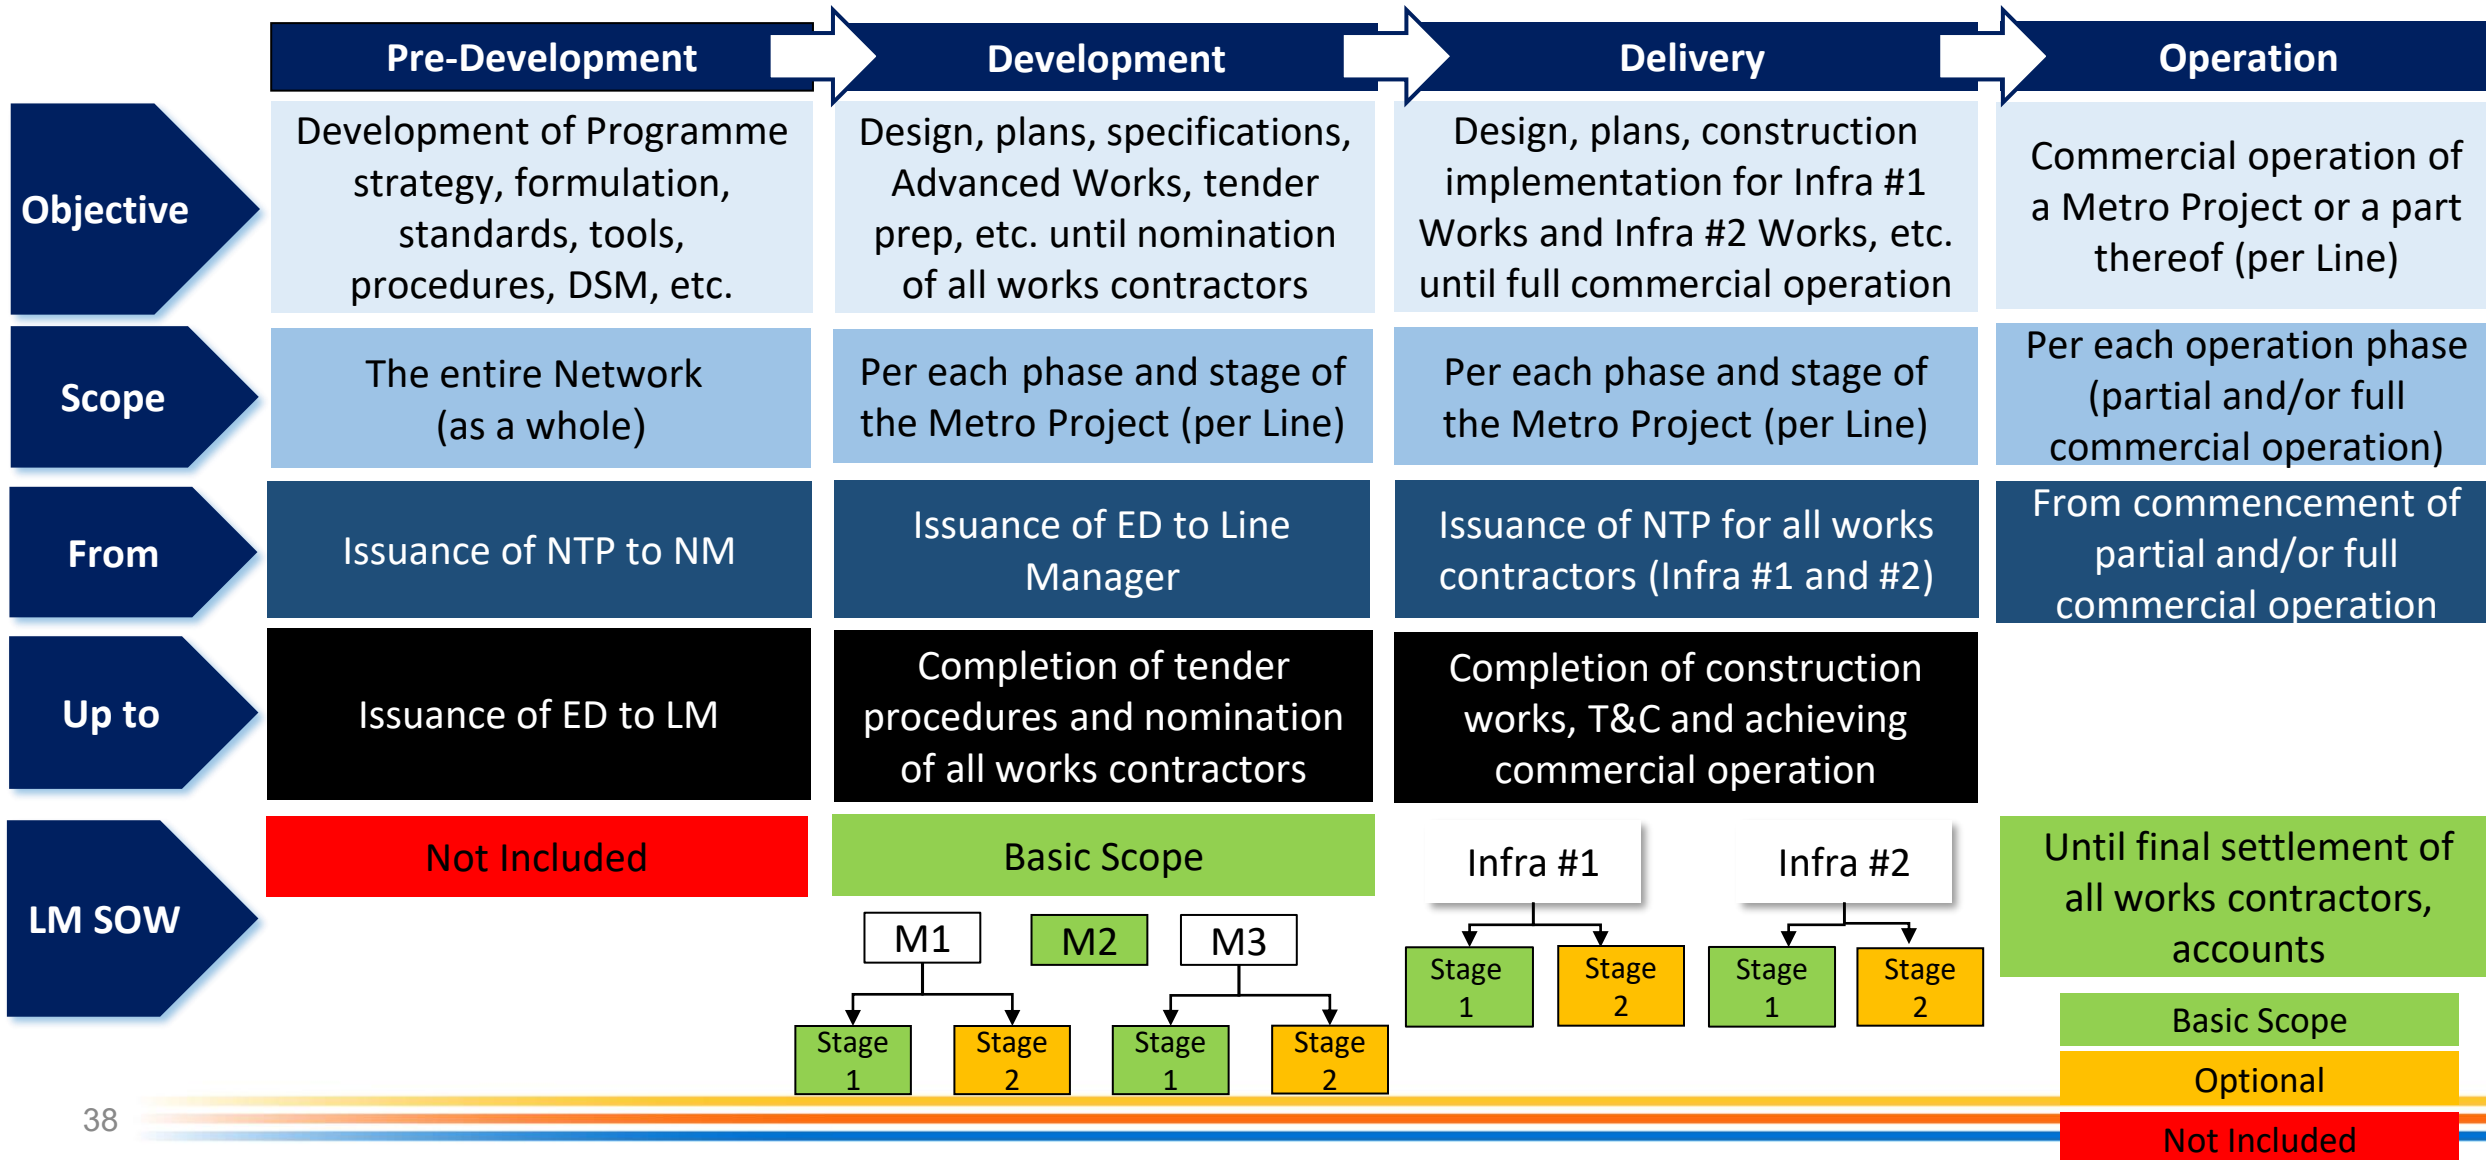 Pre-Development
Development
Delivery
Operation
Objective
Development of Programme
strategy, formulation,
standards, tools,
procedures, DSM, etc.
Design, plans, specifications,
Advanced Works, tender
prep, etc. until nomination
of all works contractors
Design, plans, construction
implementation for Infra #1
Works and Infra #2 Works, etc.
until full commercial operation
Commercial operation of
a Metro Project or a part
thereof (per Line)
Scope
The entire Network
(as a whole)
Per each phase and stage of
the Metro Project (per Line)
Per each phase and stage of
the Metro Project (per Line)
Per each operation phase
(partial and/or full
commercial operation)
From
Issuance of NTP to NM
Issuance of ED to Line
Manager
Issuance of NTP for all works
contractors (Infra #1 and #2)
From commencement of
partial and/or full
commercial operation
Up to
Issuance of ED to LM
Completion of tender
procedures and nomination
of all works contractors
Completion of construction
works, T&C and achieving
commercial operation
LM SOW
Not Included
Basic Scope
M1
M2
M3
Stage
1
Stage
2
Stage
1
Stage
2
Infra #1
Infra #2
Stage
1
Stage
2
Stage
1
Stage
2
Until final settlement of
all works contractors,
accounts
Basic Scope
Optional
Not Included
38